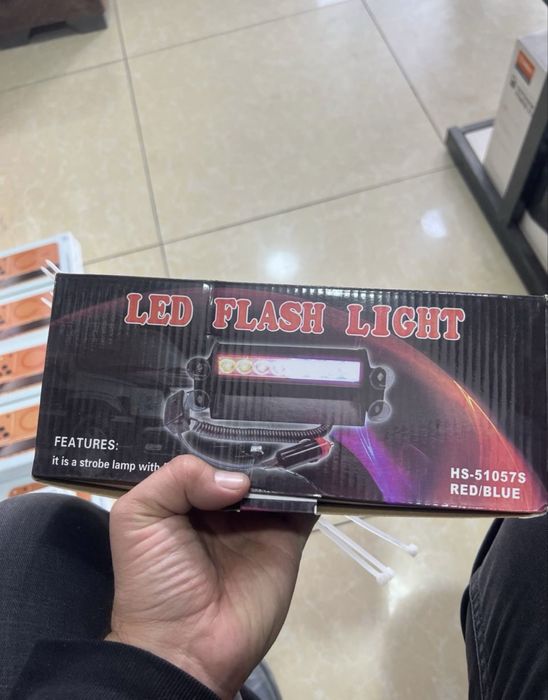 LED FLASH LIGHT
FEATURES:
it is a strobe lamp with
HS-51057S
RED/BLUE